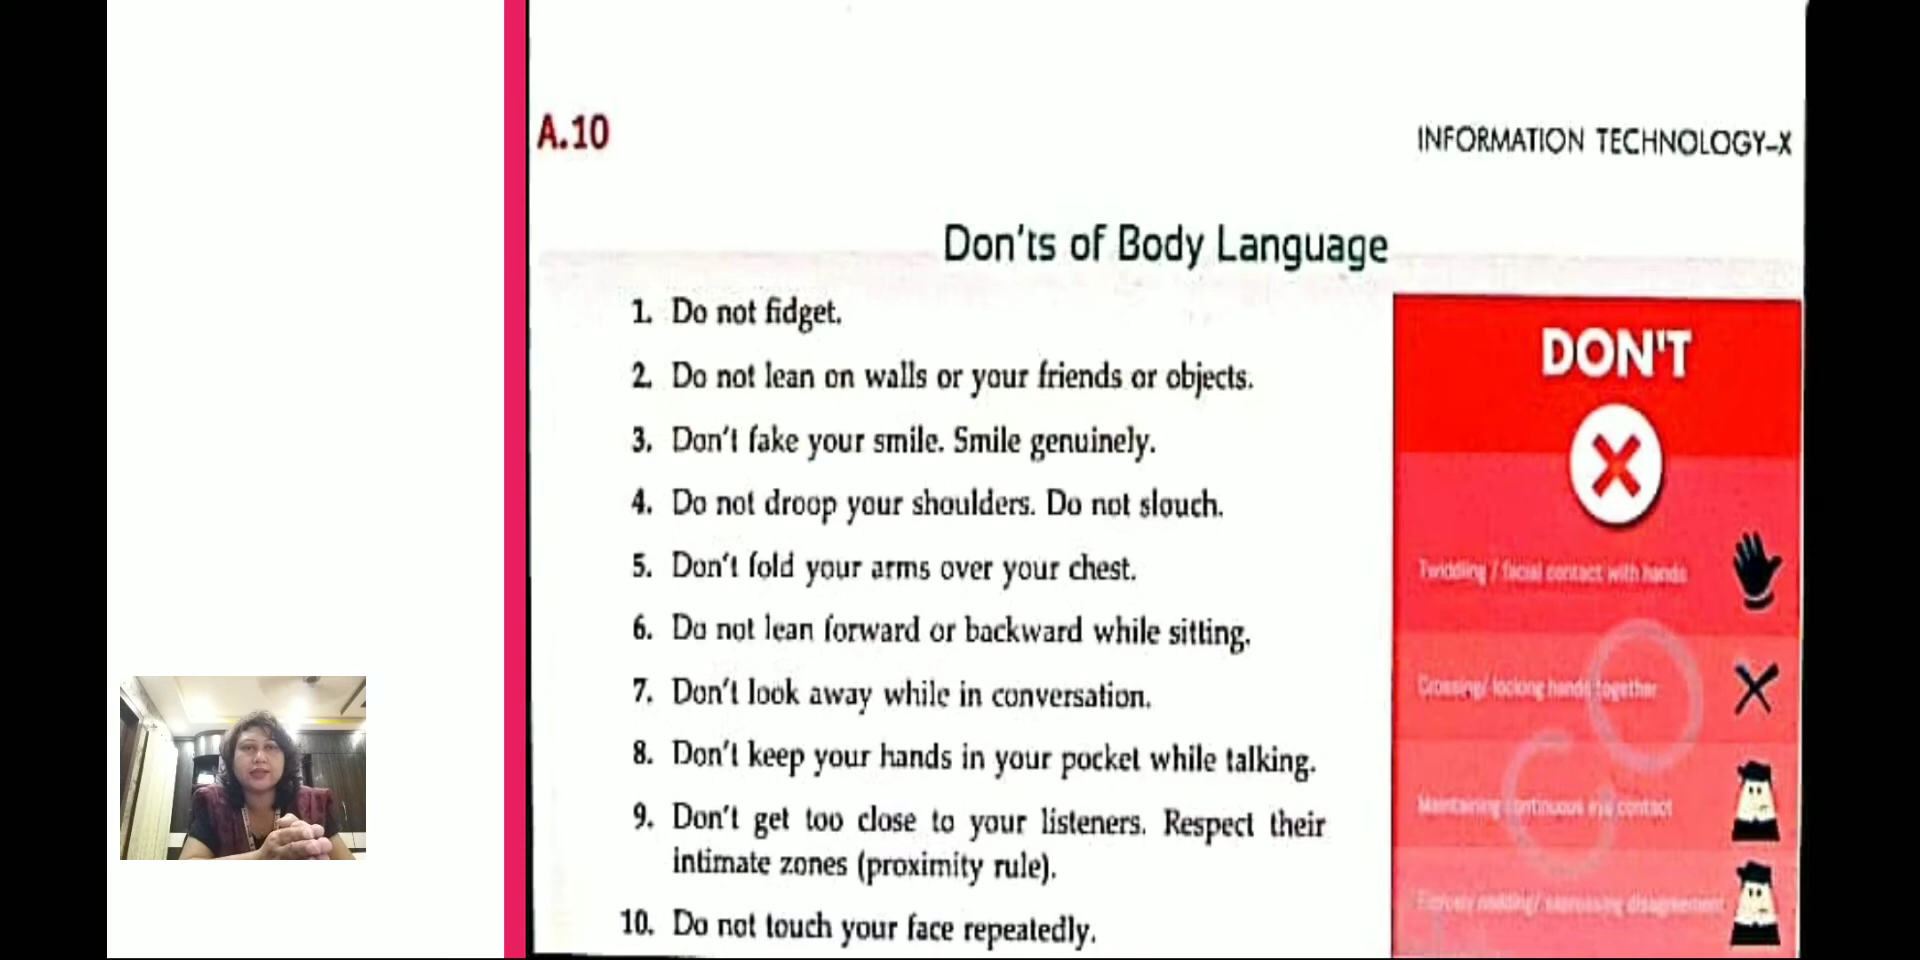 A.10
INFORMATION TECHNOLOGY-X
Don'ts of Body Language
1. Do not fidget.
2. Do not lean on walls or your friends or objects.
3. Don't fake your smile. Smile genuinely.
4. Do not droop your shoulders. Do not slouch.
5. Don't fold your arms over your chest.
6. Do not lean forward or backward while sitting.
7. Don't look away while in conversation.
8. Don't keep your hands in your pocket while talking.
9. Don't get too close to your listeners. Respect their
intimate zones (proximity rule).
10. Do not touch your face repeatedly.
DON'T
Twiddling / facial contact with hands
Crossing/ locking hands together
Maintaining continuous eye contact
disagreement